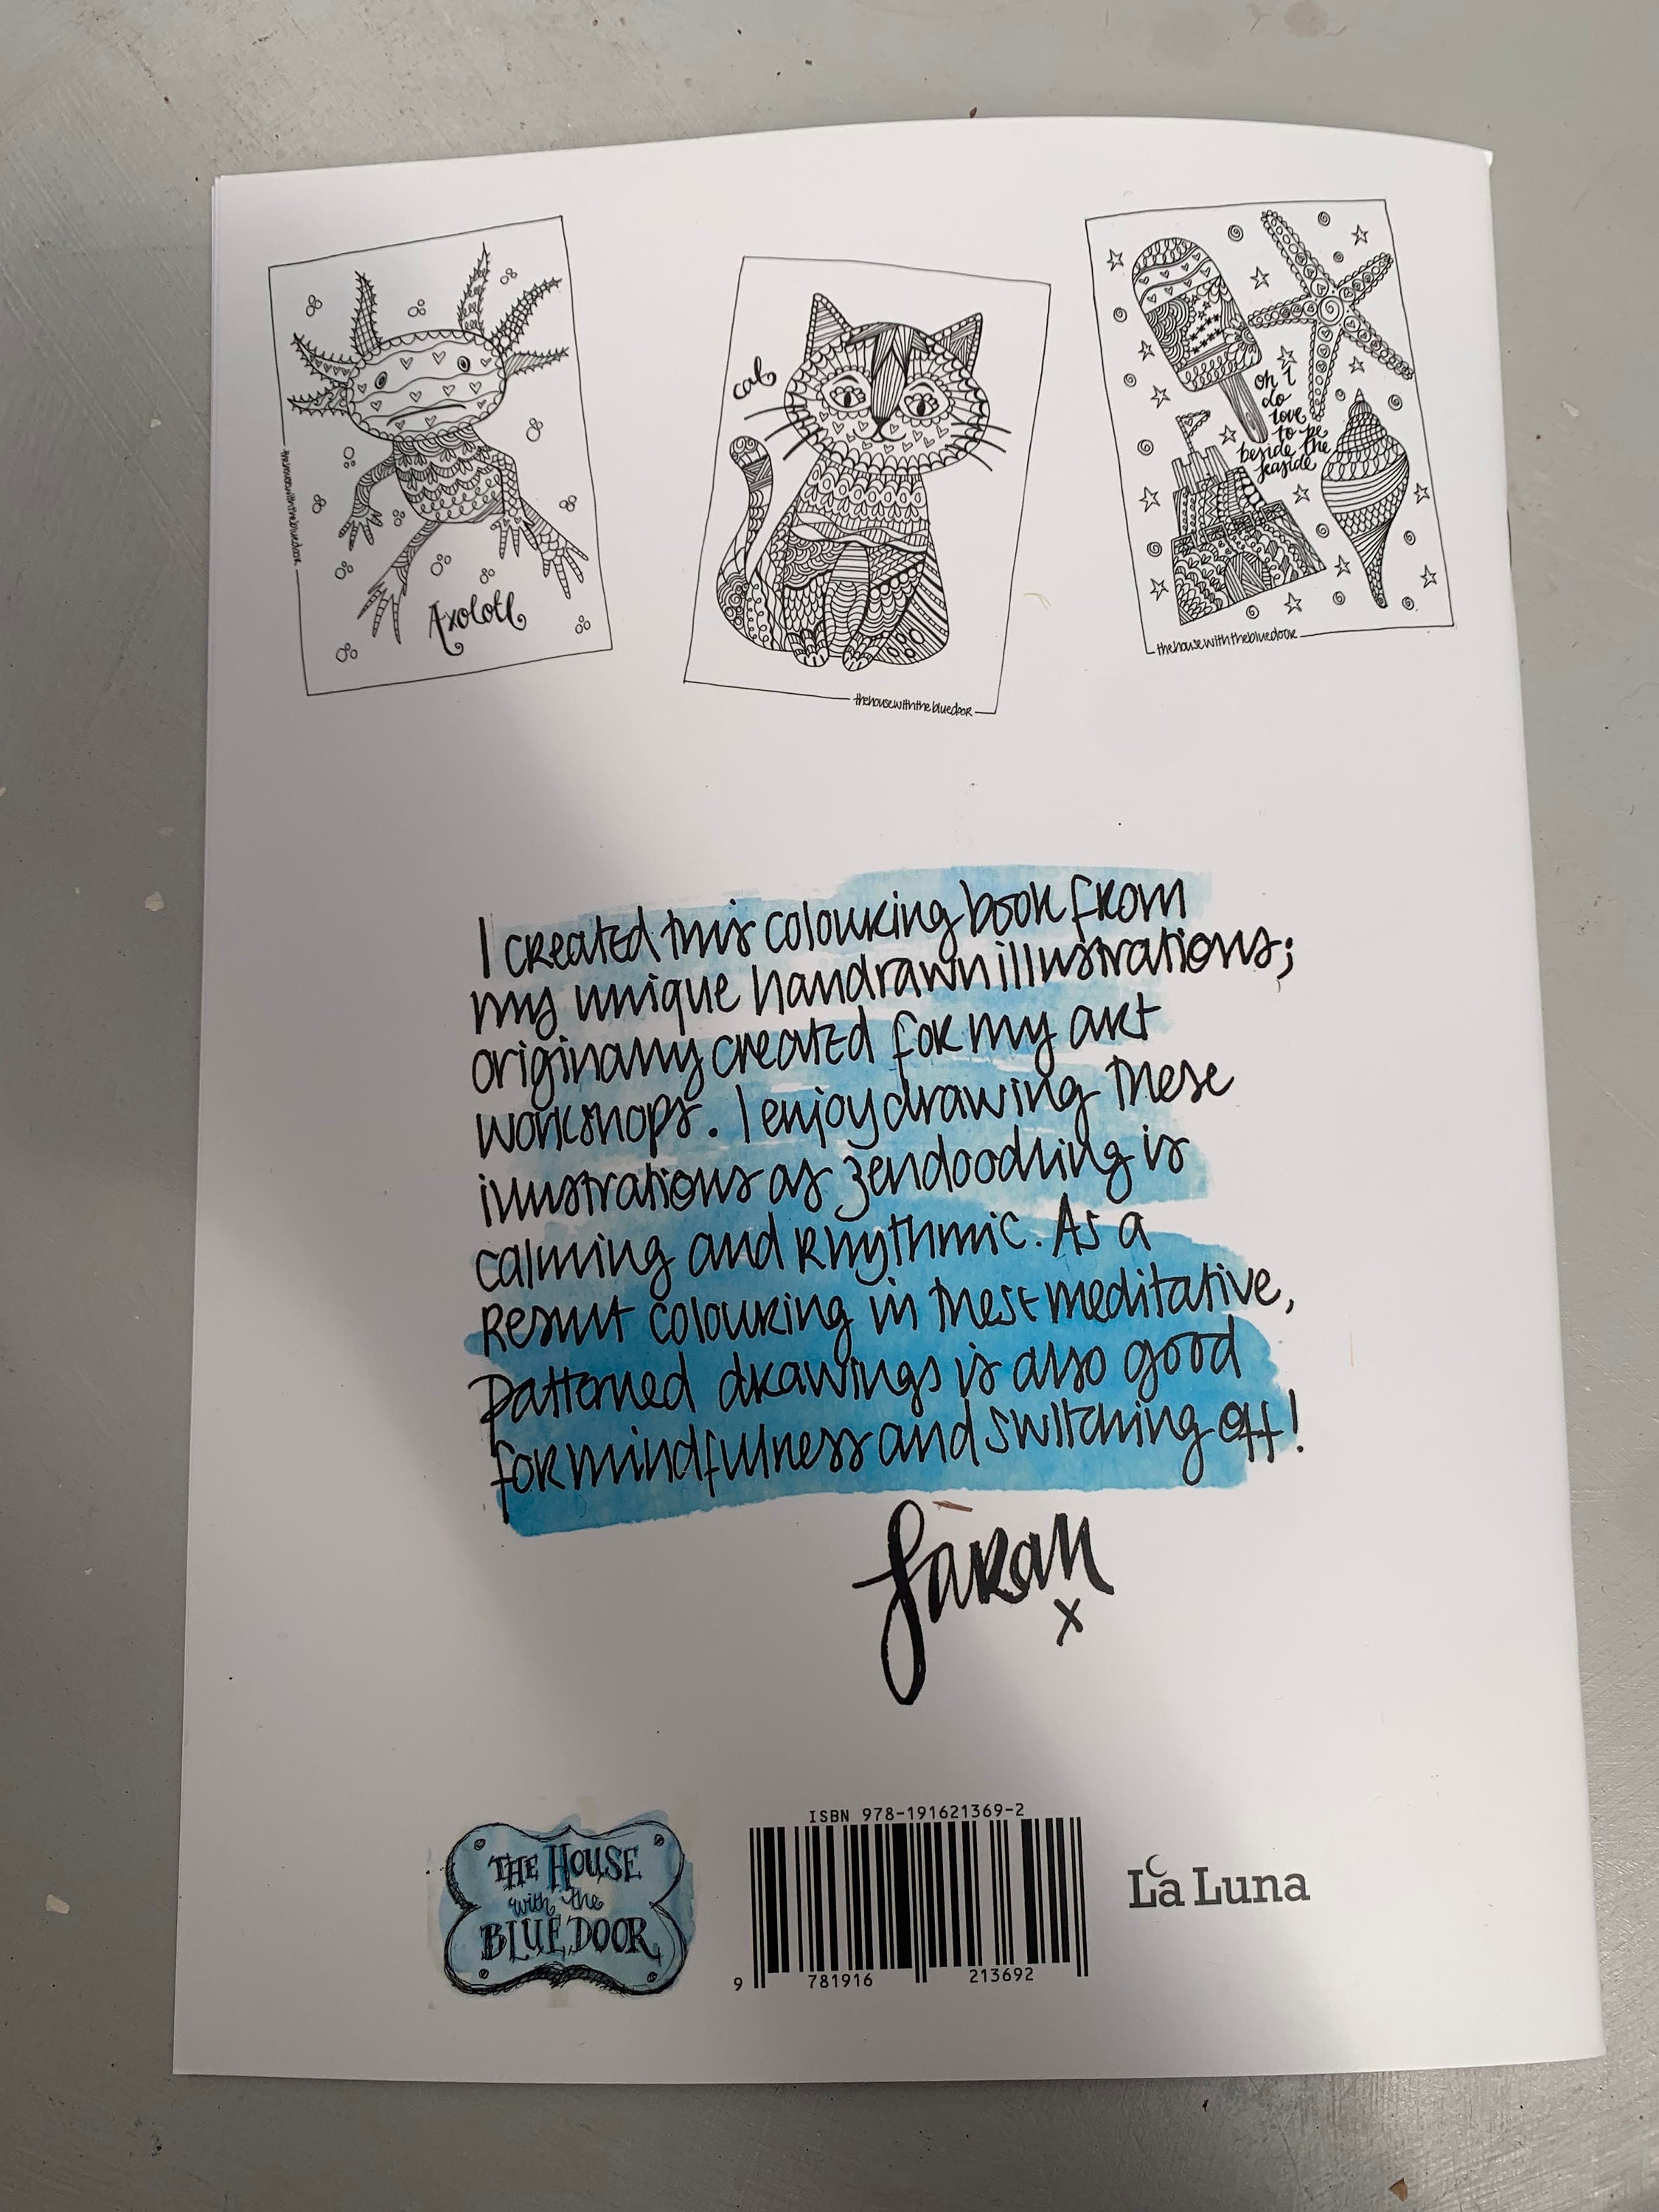 thehousewiththebluedoor
Axolotl
cat
thehousewiththebluedoor
oh I
do
love
to be
beside the
seaside
thehousewiththebluedoor
I created this colouring book from
my unique handrawn illustrations;
originally created for my art
workshops. I enjoy drawing these
illustrations as zendoodling is
calming and rhythmic. As a
result colouring in these meditative,
patterned drawings is also good
for mindfulness and switching off!
Sarah
x
THE HOUSE
with the
BLUE DOOR
ISBN 978-191621369-2
9 781916 213692
La Luna